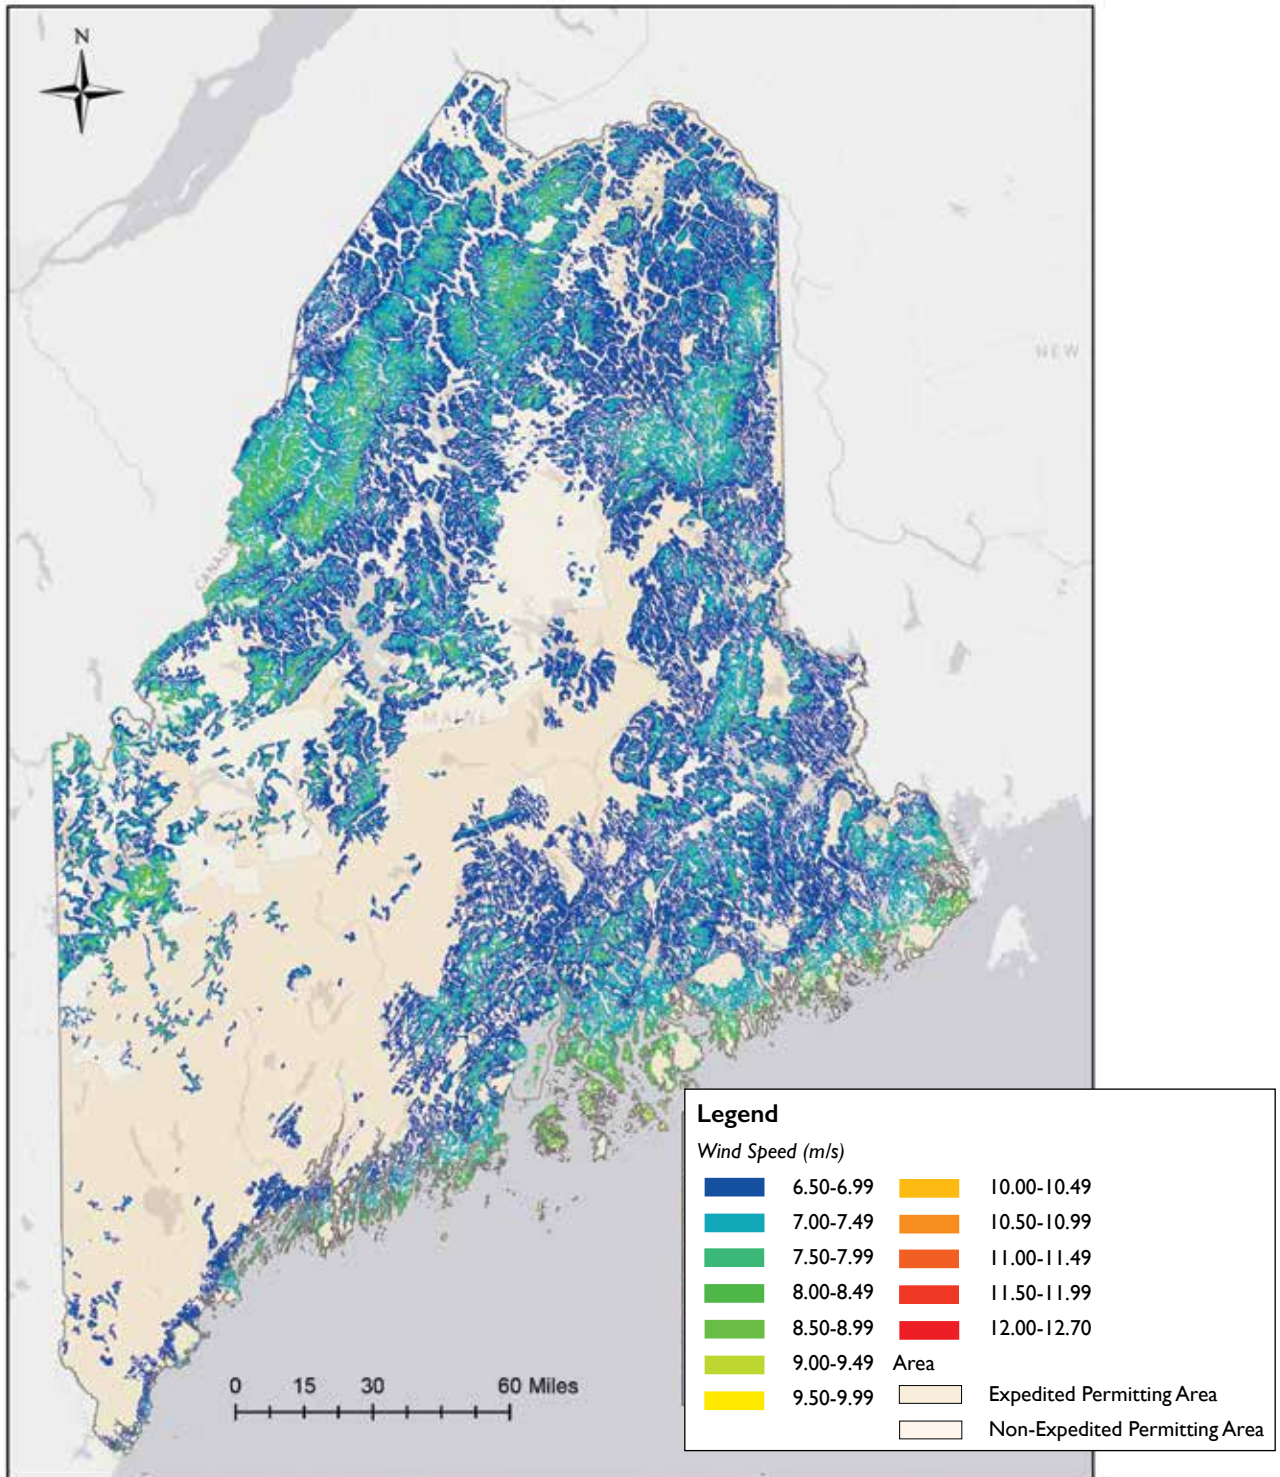 N
NEW
CANADA
MAINE
0 15 30 60 Miles
Legend
Wind Speed (m/s)
6.50-6.99 10.00-10.49
7.00-7.49 10.50-10.99
7.50-7.99 11.00-11.49
8.00-8.49 11.50-11.99
8.50-8.99 12.00-12.70
9.00-9.49 Area
9.50-9.99 Expedited Permitting Area
Non-Expedited Permitting Area